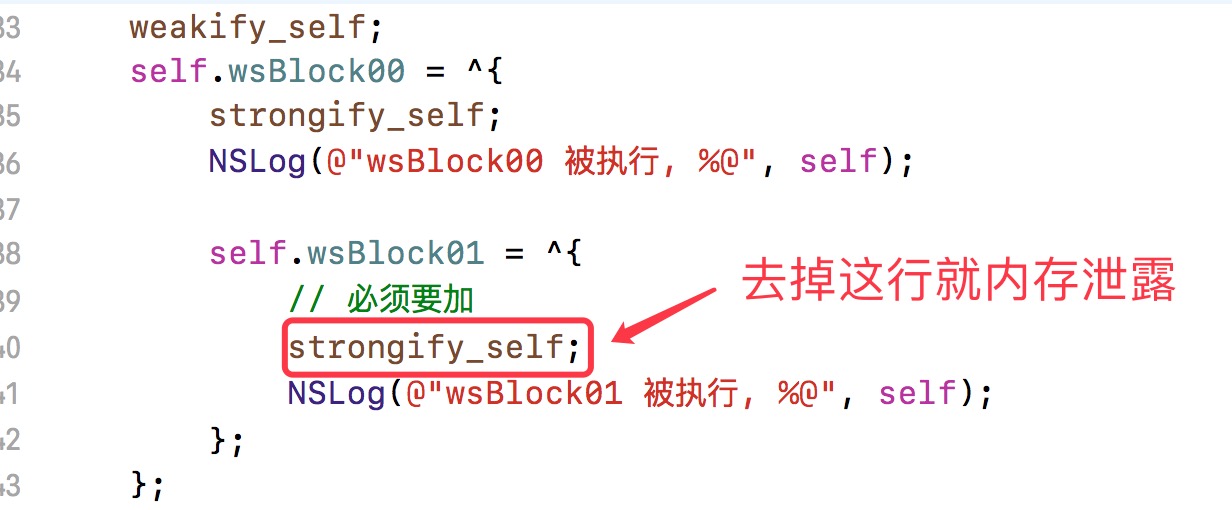 33 weakify_self;
34 self.wsBlock00 = ^{
35 strongify_self;
36 NSLog(@"wsBlock00 被执行, %@", self);
37
38 self.wsBlock01 = ^{
39 // 必须要加
40 strongify_self;
41 NSLog(@"wsBlock01 被执行, %@", self);
42 };
43 };
去掉这行就内存泄露